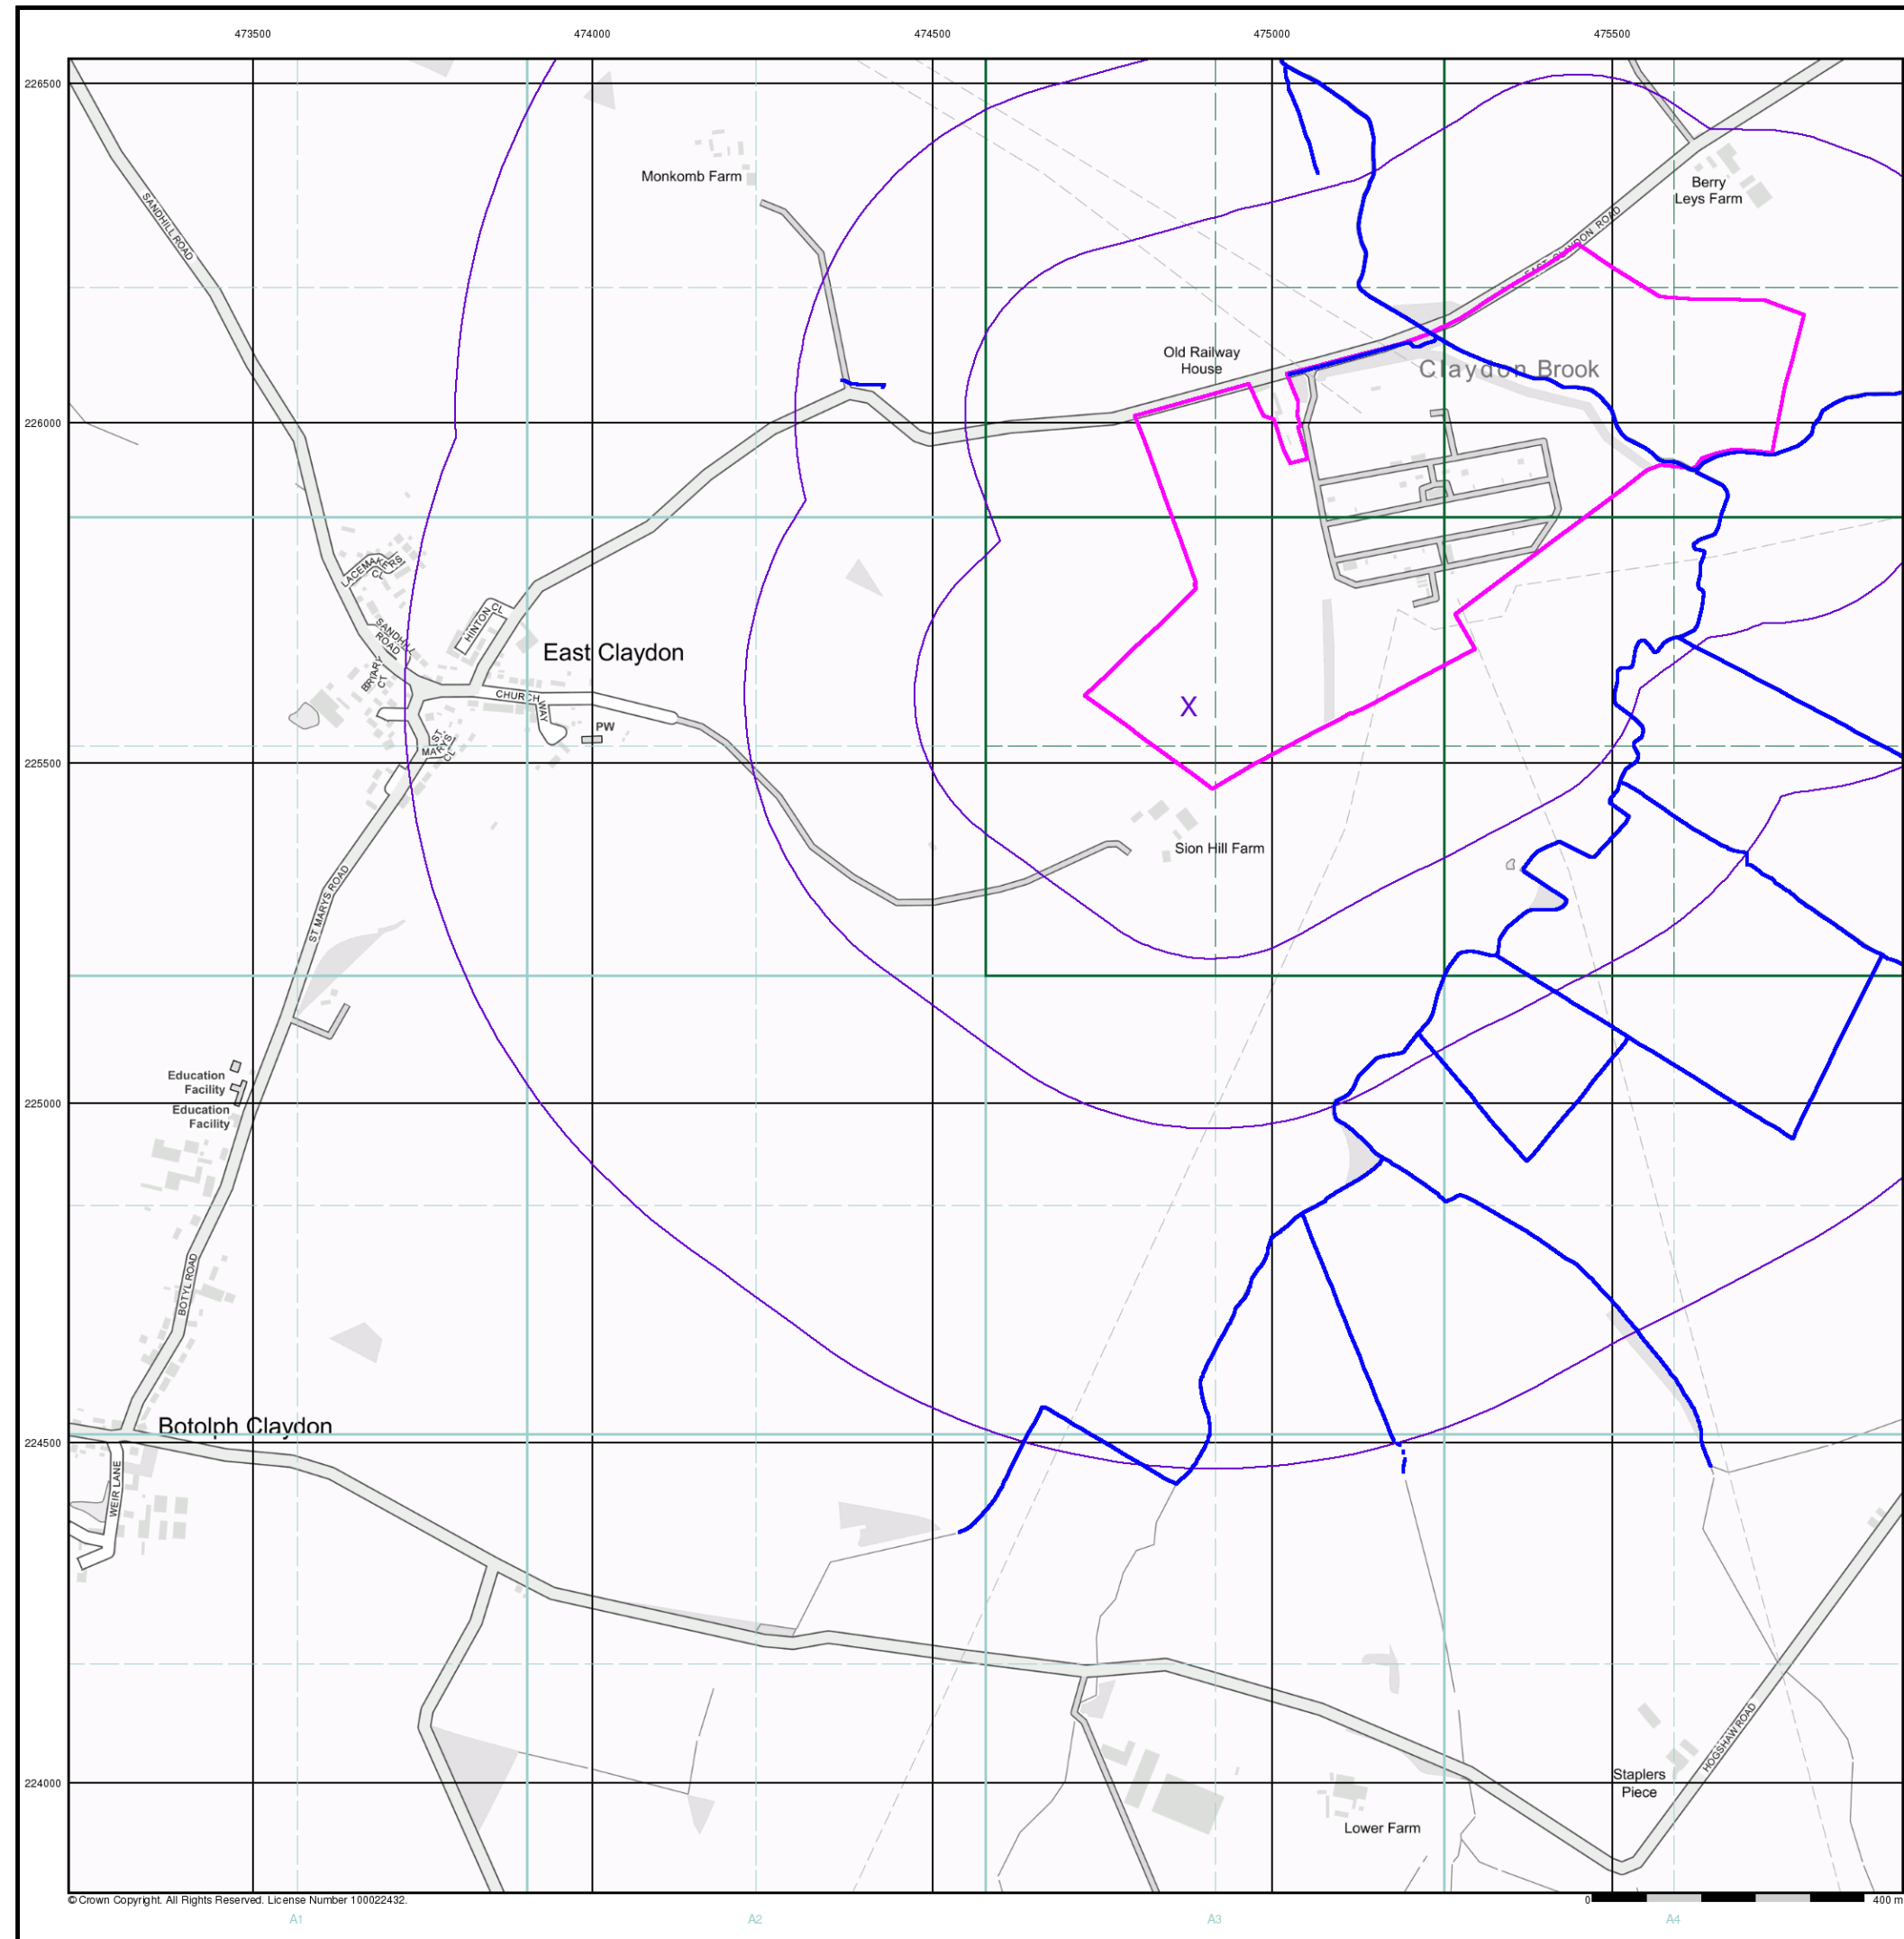 473500 474000 474500 475000 475500
226500
Monkomb Farm
Berry
Leys Farm
SANDHILL ROAD
EAST CLAYDON ROAD
Old Railway
House
Claydon Brook
226000
LACEMAKERS
CL
HINTON CL
SANDHILL
ROAD
BRIARY
CT
East Claydon
CHURCH
WAY
PW
ST
MARYS
CL
X
225500
Sion Hill Farm
ST MARYS ROAD
Education
Facility
Education
Facility
225000
BOTYL ROAD
Botolph Claydon
224500
WEIR LANE
HOGSHAW ROAD
Staplers
Piece
224000
Lower Farm
© Crown Copyright. All Rights Reserved. License Number 100022432.
0 400 m
A1 A2 A3 A4